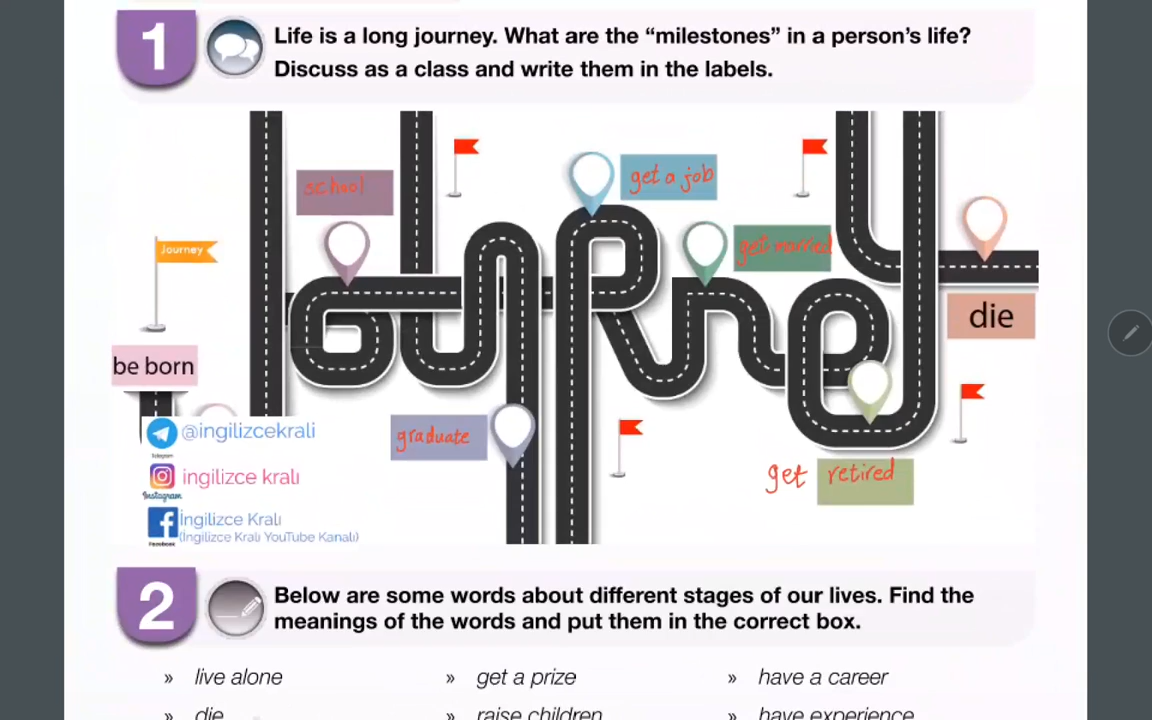 1
Life is a long journey. What are the “milestones” in a person’s life?
Discuss as a class and write them in the labels.
school
get a job
get married
Journey
die
be born
graduate
get retired
@ingilizcekrali
Telegram
ingilizce kralı
Instagram
İngilizce Kralı
(İngilizce Kralı YouTube Kanalı)
Facebook
2
Below are some words about different stages of our lives. Find the
meanings of the words and put them in the correct box.
» live alone
» get a prize
» have a career
» die
» raise children
» have experience